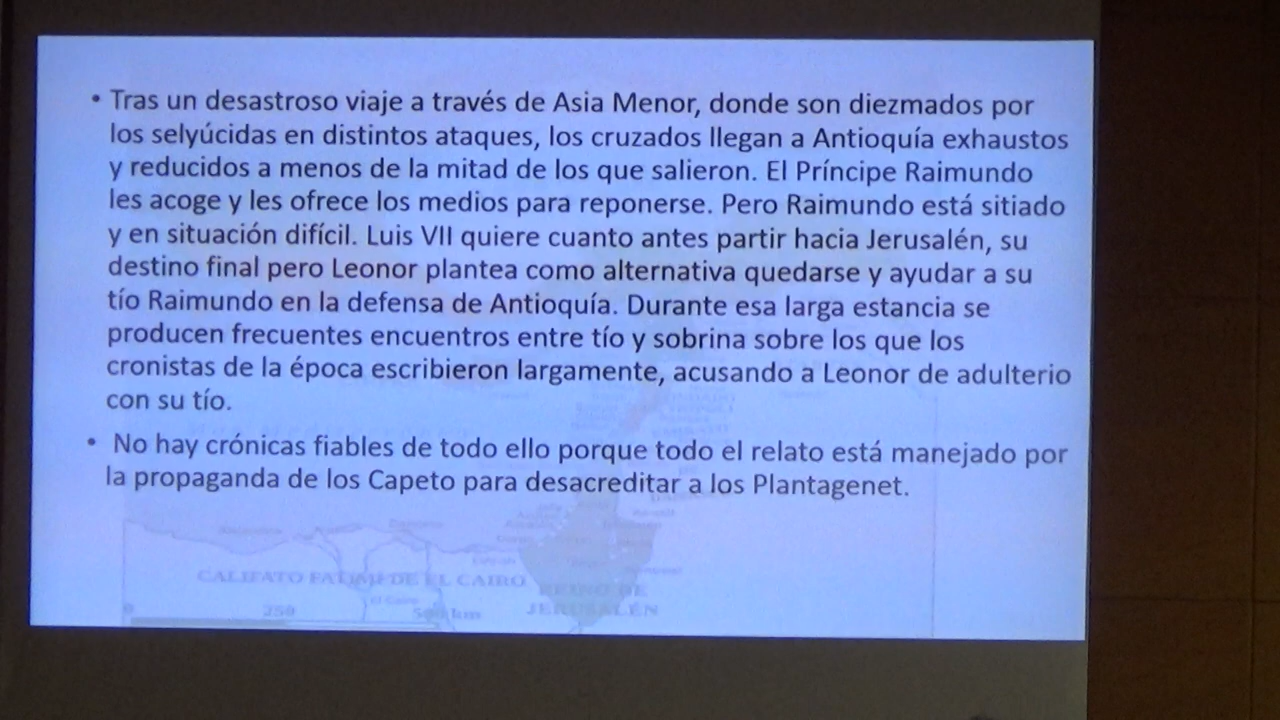 • Tras un desastroso viaje a través de Asia Menor, donde son diezmados por
los selyúcidas en distintos ataques, los cruzados llegan a Antioquía exhaustos
y reducidos a menos de la mitad de los que salieron. El Príncipe Raimundo
les acoge y les ofrece los medios para reponerse. Pero Raimundo está sitiado
y en situación difícil. Luis VII quiere cuanto antes partir hacia Jerusalén, su
destino final pero Leonor plantea como alternativa quedarse y ayudar a su
tío Raimundo en la defensa de Antioquía. Durante esa larga estancia se
producen frecuentes encuentros entre tío y sobrina sobre los que los
cronistas de la época escribieron largamente, acusando a Leonor de adulterio
con su tío.
• No hay crónicas fiables de todo ello porque todo el relato está manejado por
la propaganda de los Capeto para desacreditar a los Plantagenet.
CALIFATO FATIMÍ DE EL CAIRO
El Cairo
REINO DE
JERUSALÉN
0 250 500 km